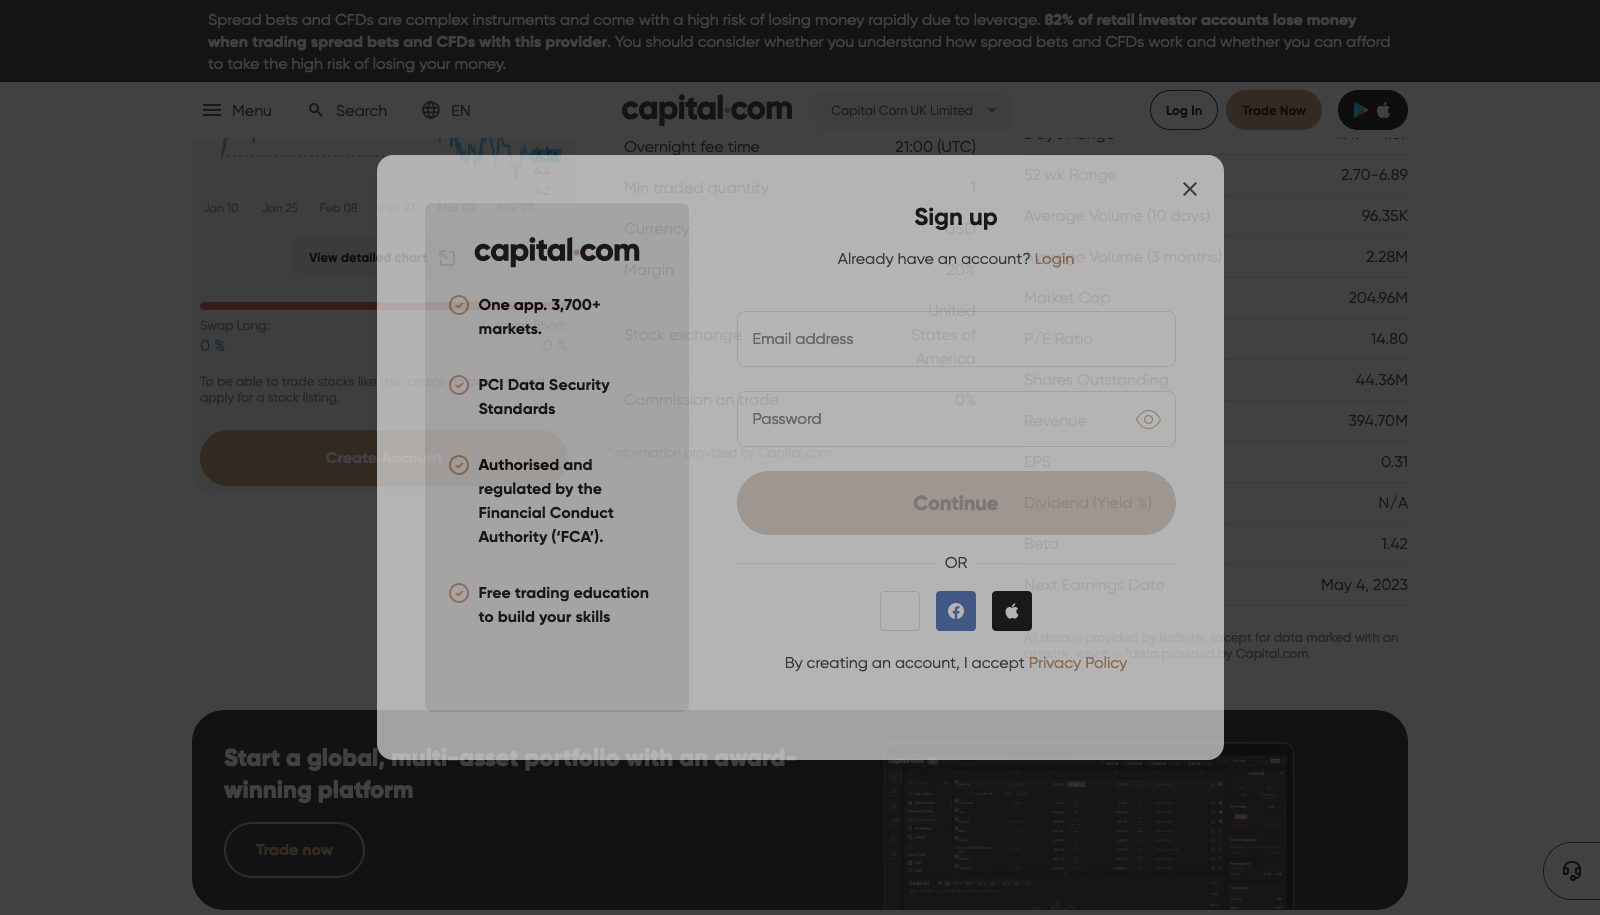 Spread bets and CFDs are complex instruments and come with a high risk of losing money rapidly due to leverage. 82% of retail investor accounts lose money
when trading spread bets and CFDs with this provider. You should consider whether you understand how spread bets and CFDs work and whether you can afford
to take the high risk of losing your money.
Menu
Search
EN
capital.com
Capital Com UK Limited
Log In
Trade Now
4.4
4.2
Jan 10
Jan 25
Feb 08
Feb 23
Mar 09
Mar 23
View detailed chart
Swap Long:
0 %
0 %
To be able to trade stocks like this, create
apply for a stock listing.
Create Account
Overnight fee time
21:00 (UTC)
Min traded quantity
1
Currency
USD
Margin
20%
Stock exchange
United
States of
America
Commission on trade
0%
*Information provided by Capital.com
52 wk Range
2.70-6.89
Average Volume (10 days)
96.35K
Average Volume (3 months)
2.28M
Market Cap
204.96M
P/E Ratio
14.80
Shares Outstanding
44.36M
Revenue
394.70M
EPS
0.31
Dividend (Yield %)
N/A
Beta
1.42
Next Earnings Date
May 4, 2023
All data is provided by Refinitiv, except for data marked with an
asterisk, which is "data provided by Capital.com
capital.com
One app. 3,700+
markets.
PCI Data Security
Standards
Authorised and
regulated by the
Financial Conduct
Authority (‘FCA’).
Free trading education
to build your skills
Sign up
Already have an account? Login
Email address
Password
Continue
OR
By creating an account, I accept Privacy Policy
Start a global, multi-asset portfolio with an award-
winning platform
Trade now